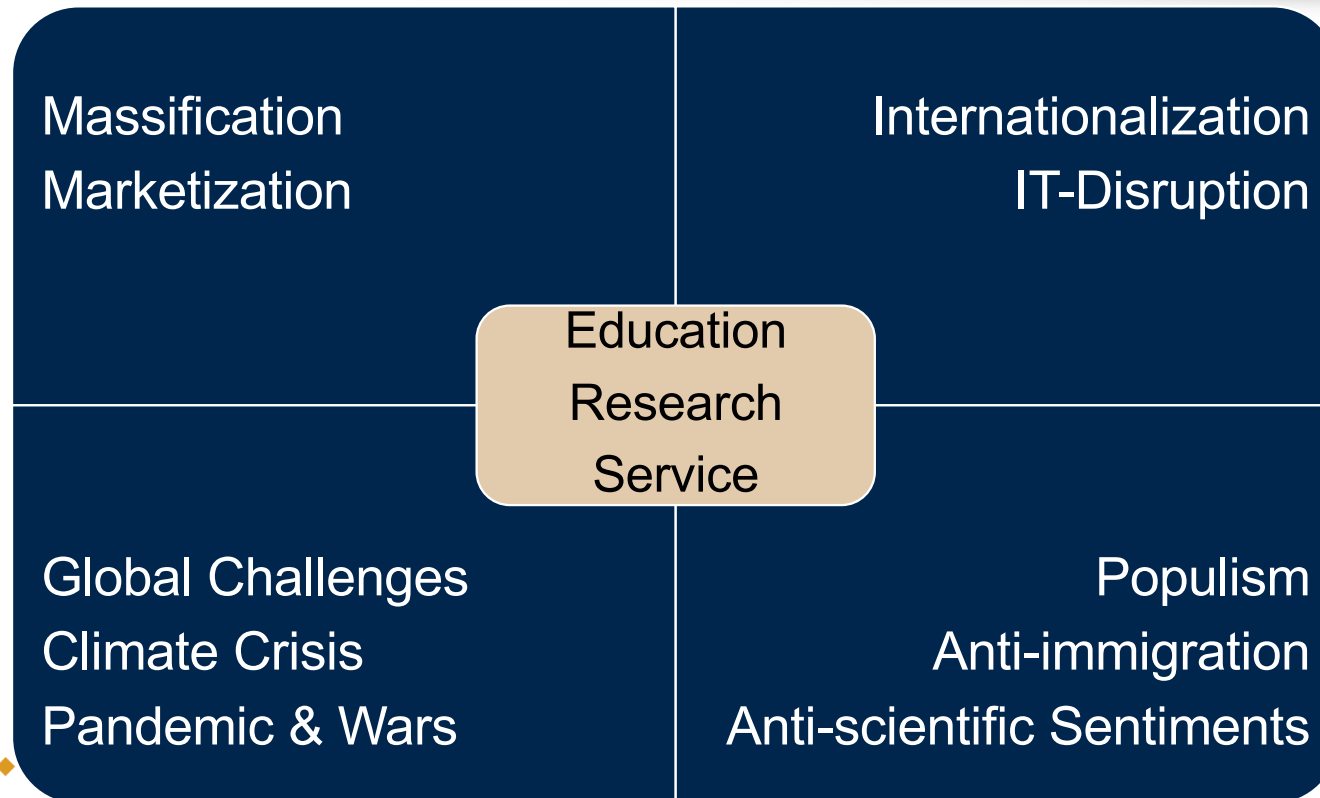 Massification
Marketization
Internationalization
IT-Disruption
Education
Research
Service
Global Challenges
Climate Crisis
Pandemic & Wars
Populism
Anti-immigration
Anti-scientific Sentiments